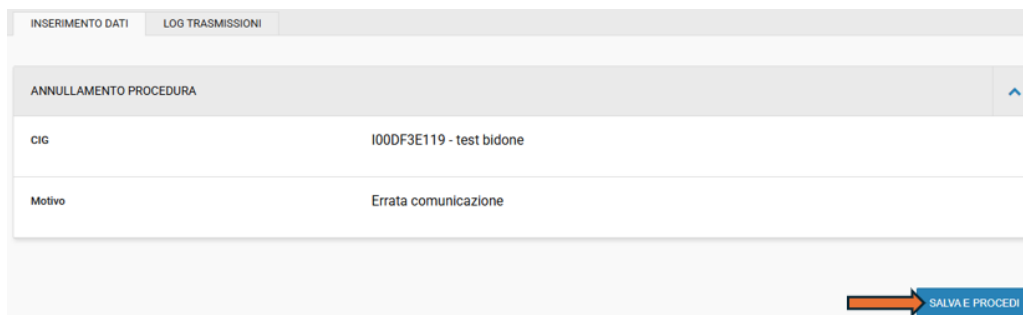 INSERIMENTO DATI LOG TRASMISSIONI
ANNULLAMENTO PROCEDURA
CIG I00DF3E119 - test bidone
Motivo Errata comunicazione
SALVA E PROCEDI